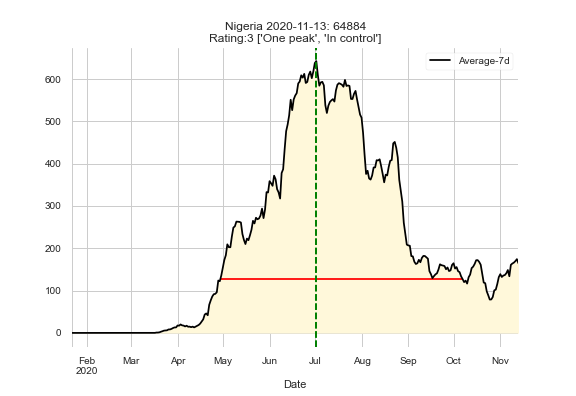 Nigeria 2020-11-13: 64884
Rating:3 ['One peak', 'In control']
Average-7d
600
500
400
300
200
100
0
Feb Mar Apr May Jun Jul Aug Sep Oct Nov
2020
Date